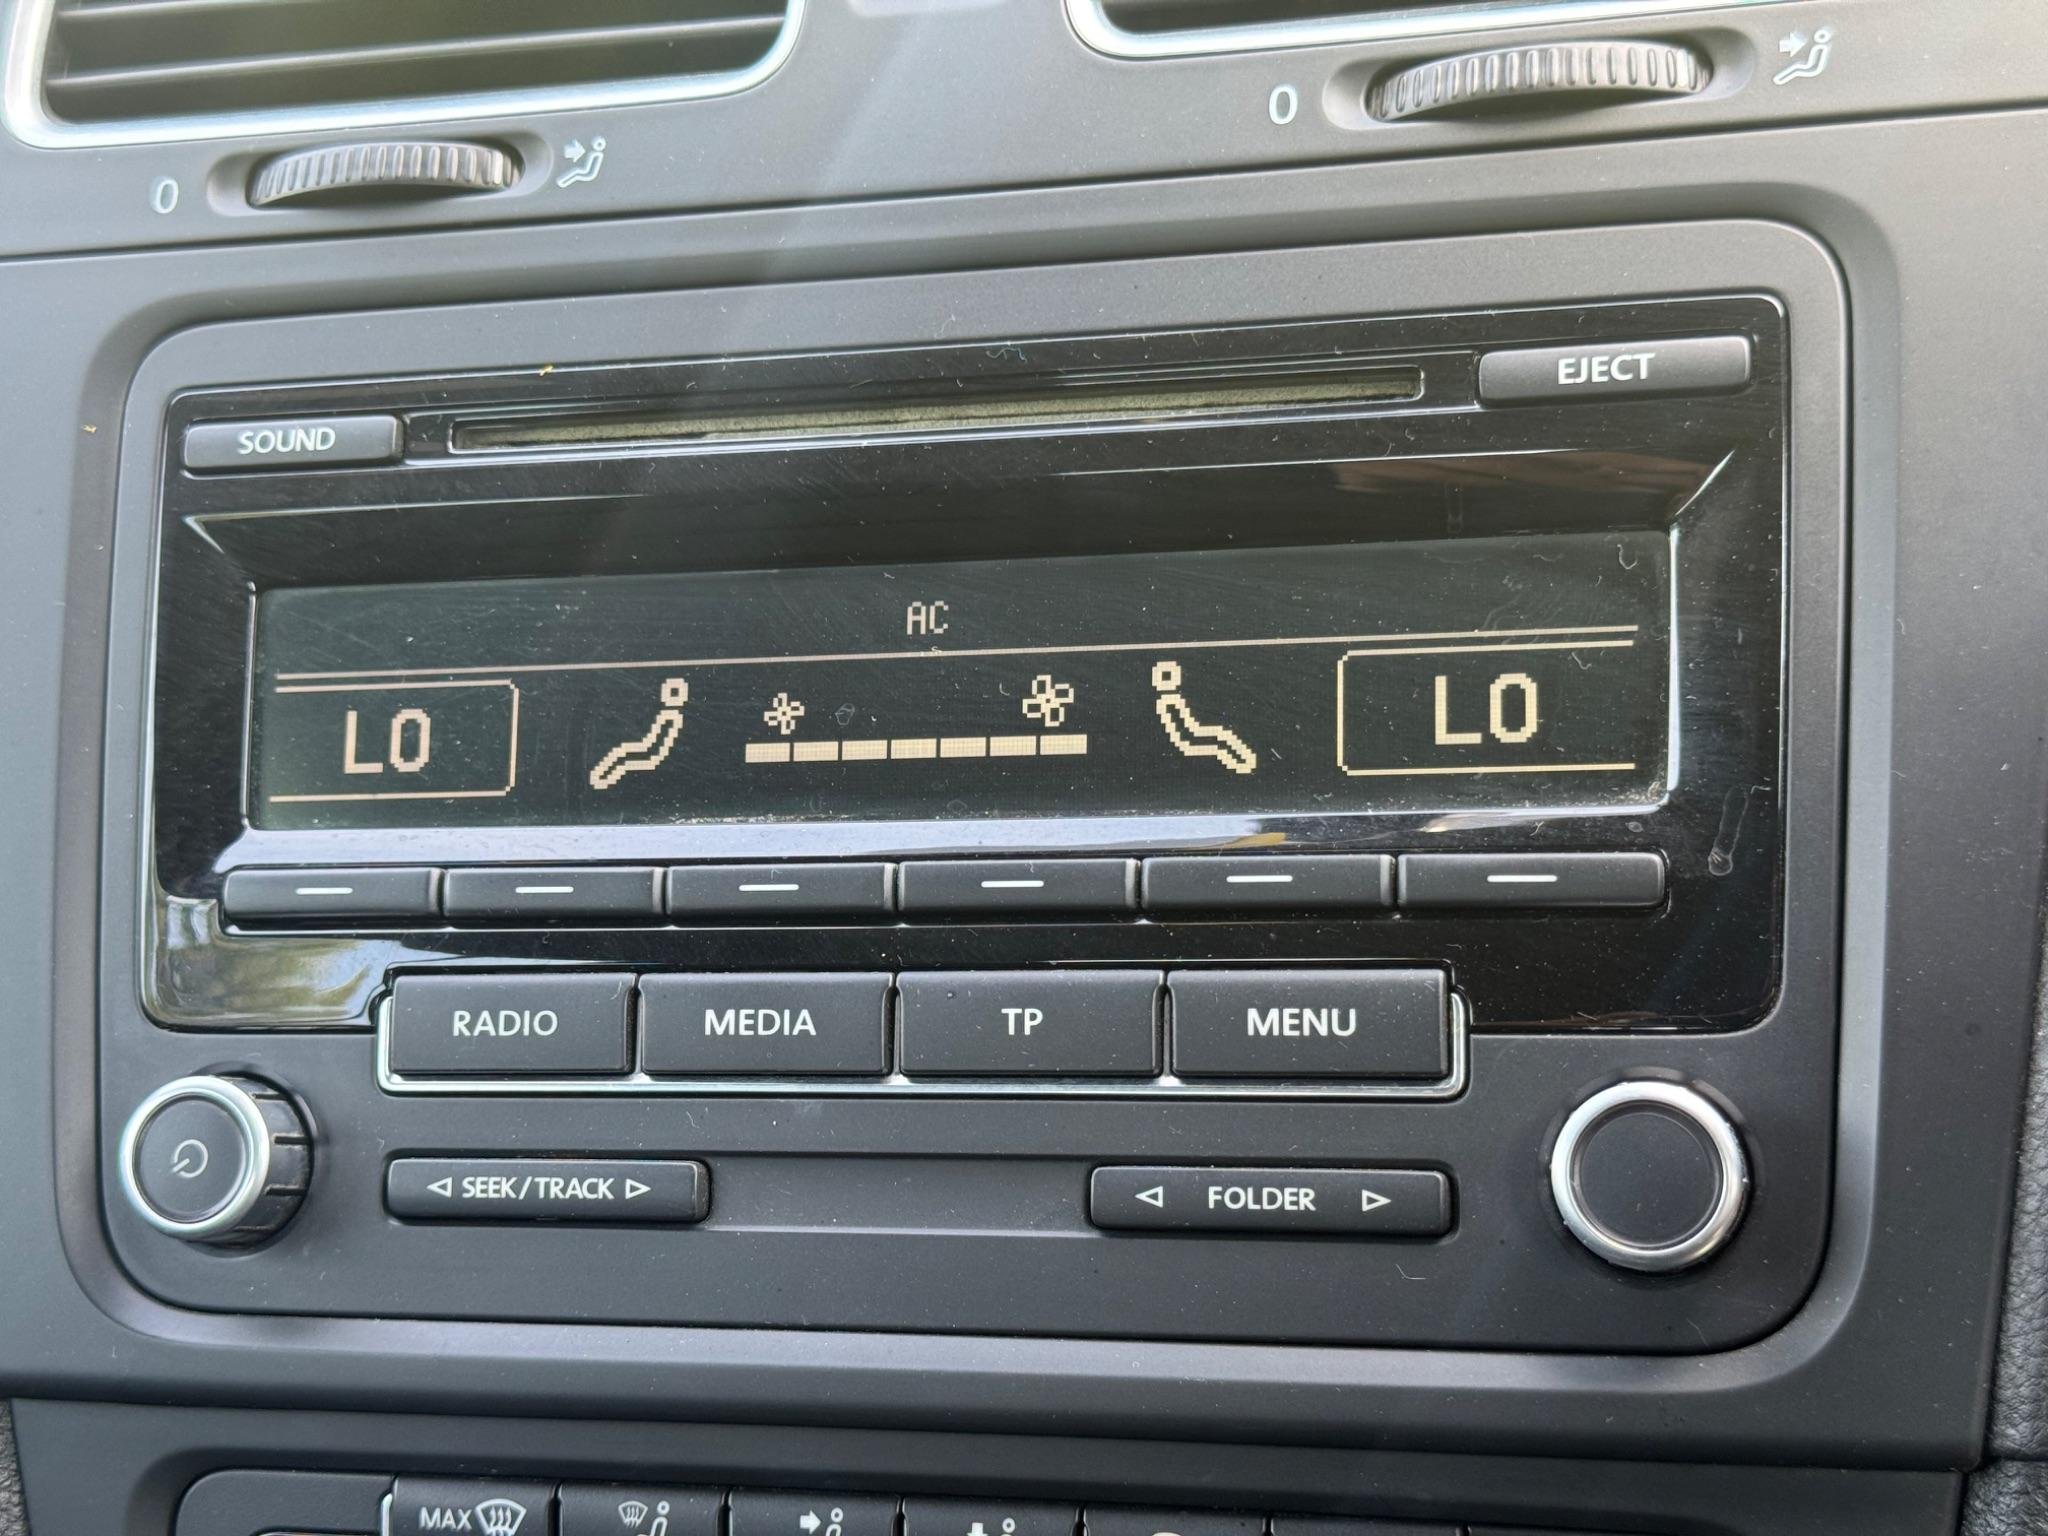 0
0
SOUND
EJECT
AC
LO
LO
RADIO
MEDIA
TP
MENU
SEEK/TRACK
FOLDER
MAX